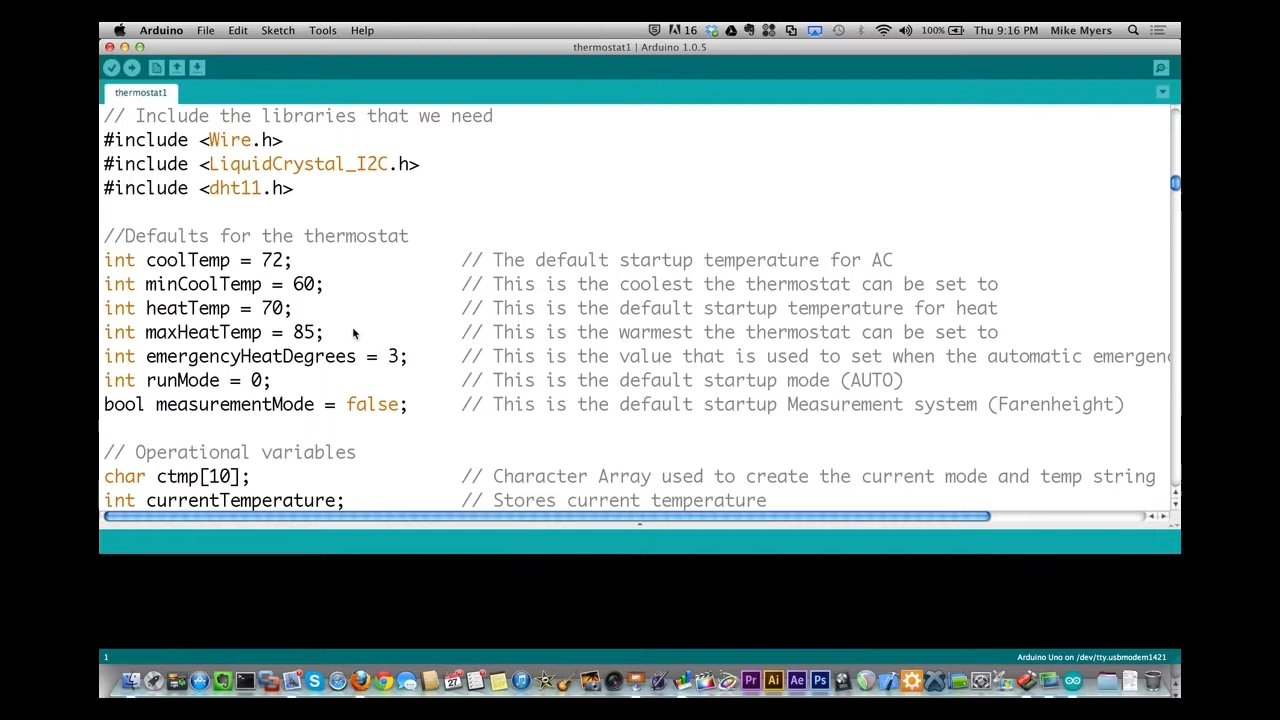 Arduino File Edit Sketch Tools Help 16 100% Thu 9:16 PM Mike Myers
thermostat1 | Arduino 1.0.5
thermostat1
// Include the libraries that we need
#include <Wire.h>
#include <LiquidCrystal_I2C.h>
#include <dht11.h>
//Defaults for the thermostat
int coolTemp = 72; // The default startup temperature for AC
int minCoolTemp = 60; // This is the coolest the thermostat can be set to
int heatTemp = 70; // This is the default startup temperature for heat
int maxHeatTemp = 85; // This is the warmest the thermostat can be set to
int emergencyHeatDegrees = 3; // This is the value that is used to set when the automatic emergenc
int runMode = 0; // This is the default startup mode (AUTO)
bool measurementMode = false; // This is the default startup Measurement system (Farenheight)
// Operational variables
char ctmp[10]; // Character Array used to create the current mode and temp string
int currentTemperature; // Stores current temperature
1 Arduino Uno on /dev/tty.usbmodem1421
27 Pr Ai Ae Ps